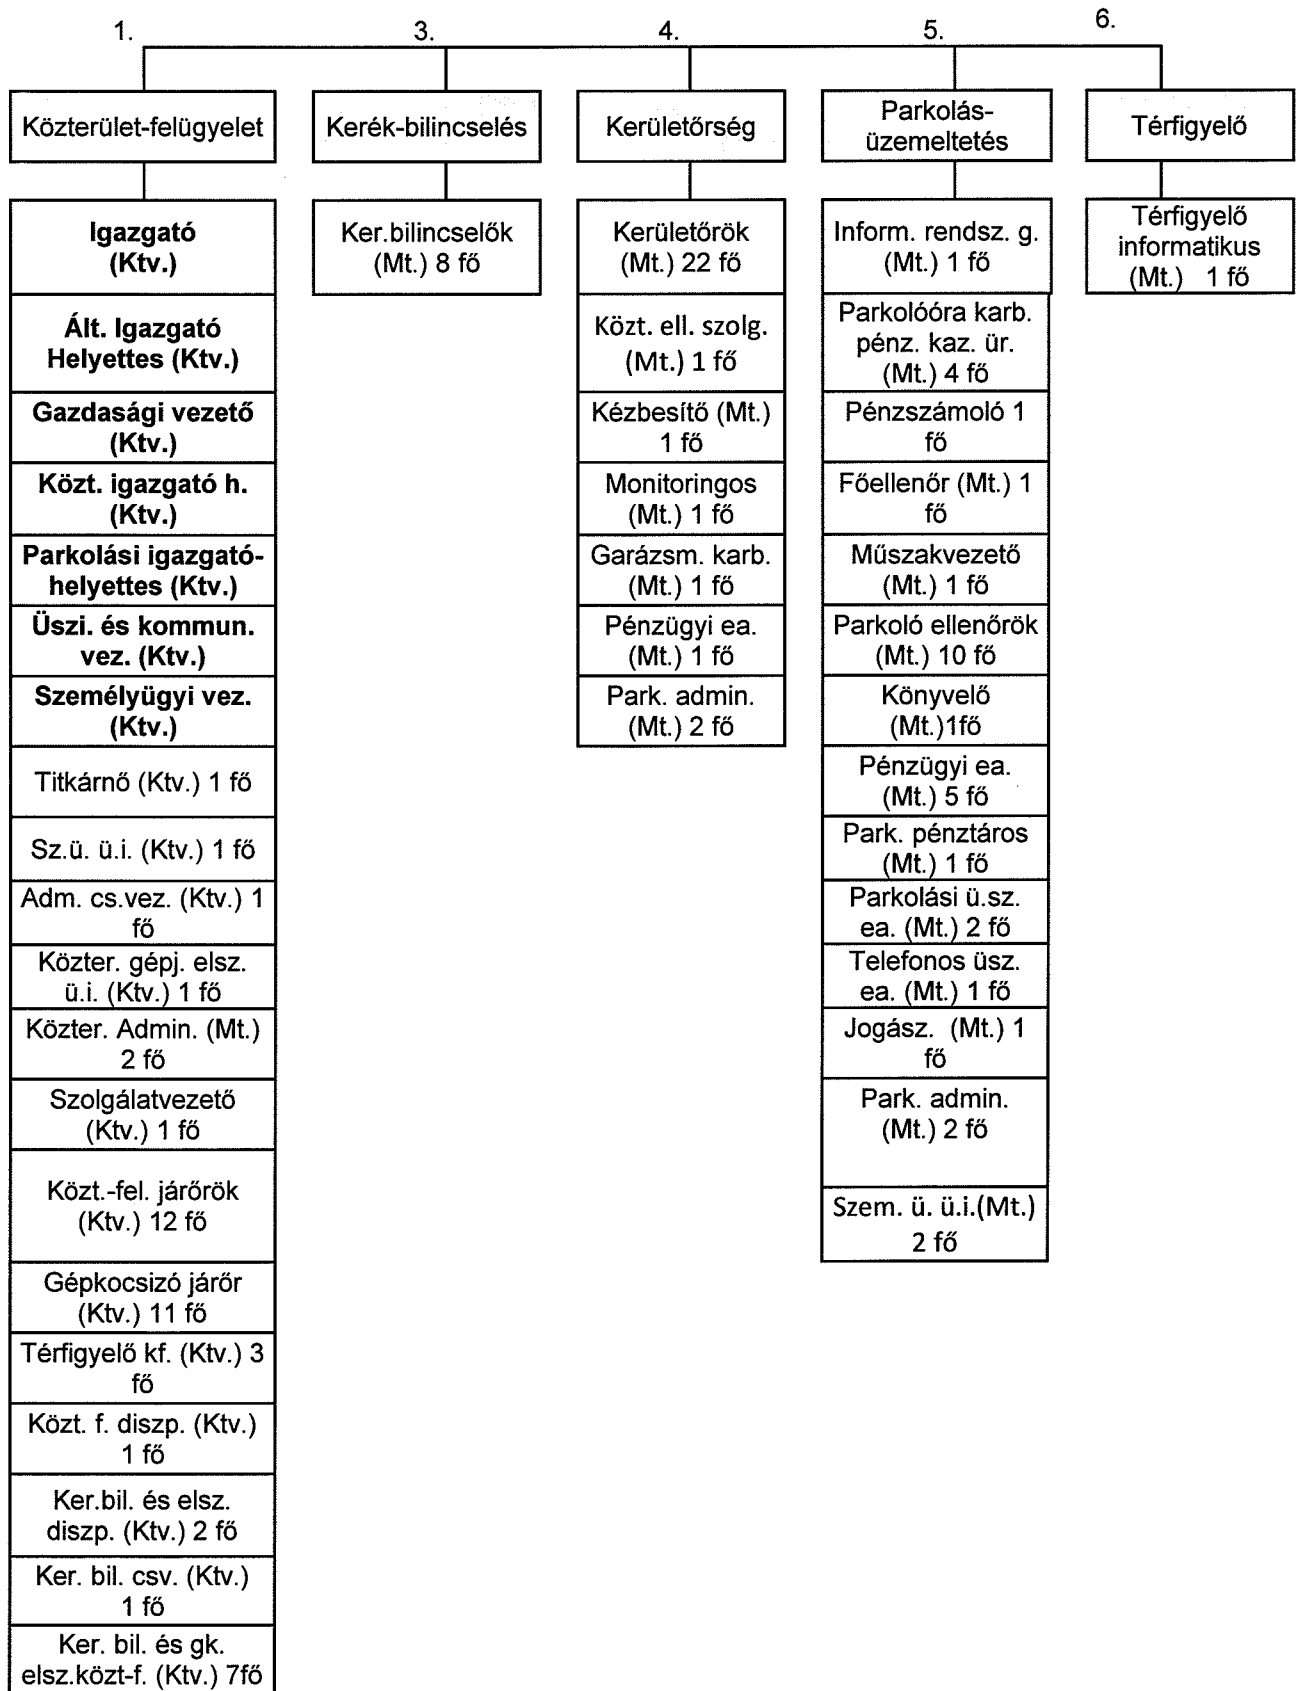 1.
3.
4.
5.
6.
Közterület-felügyelet
Kerék-bilincselés
Kerületőrség
Parkolás-
üzemeltetés
Térfigyelő
Igazgató
(Ktv.)
Ált. Igazgató
Helyettes (Ktv.)
Gazdasági vezető
(Ktv.)
Közt. igazgató h.
(Ktv.)
Parkolási igazgató-
helyettes (Ktv.)
Üszi. és kommun.
vez. (Ktv.)
Személyügyi vez.
(Ktv.)
Titkárnő (Ktv.) 1 fő
Sz.ü. ü.i. (Ktv.) 1 fő
Adm. cs.vez. (Ktv.) 1
fő
Közter. gépj. elsz.
ü.i. (Ktv.) 1 fő
Közter. Admin. (Mt.)
2 fő
Szolgálatvezető
(Ktv.) 1 fő
Közt.-fel. járőrök
(Ktv.) 12 fő
Gépkocsizó járőr
(Ktv.) 11 fő
Térfigyelő kf. (Ktv.) 3
fő
Közt. f. diszp. (Ktv.)
1 fő
Ker.bil. és elsz.
diszp. (Ktv.) 2 fő
Ker. bil. csv. (Ktv.)
1 fő
Ker. bil. és gk.
elsz.közt-f. (Ktv.) 7fő
Ker.bilincselők
(Mt.) 8 fő
Kerületőrök
(Mt.) 22 fő
Közt. ell. szolg.
(Mt.) 1 fő
Kézbesítő (Mt.)
1 fő
Monitoringos
(Mt.) 1 fő
Garázsm. karb.
(Mt.) 1 fő
Pénzügyi ea.
(Mt.) 1 fő
Park. admin.
(Mt.) 2 fő
Inform. rendsz. g.
(Mt.) 1 fő
Parkolóóra karb.
pénz. kaz. ür.
(Mt.) 4 fő
Pénzszámoló 1
fő
Főellenőr (Mt.) 1
fő
Műszakvezető
(Mt.) 1 fő
Parkoló ellenőrök
(Mt.) 10 fő
Könyvelő
(Mt.)1fő
Pénzügyi ea.
(Mt.) 5 fő
Park. pénztáros
(Mt.) 1 fő
Parkolási ü.sz.
ea. (Mt.) 2 fő
Telefonos üsz.
ea. (Mt.) 1 fő
Jogász. (Mt.) 1
fő
Park. admin.
(Mt.) 2 fő
Szem. ü. ü.i.(Mt.)
2 fő
Térfigyelő
informatikus
(Mt.) 1 fő